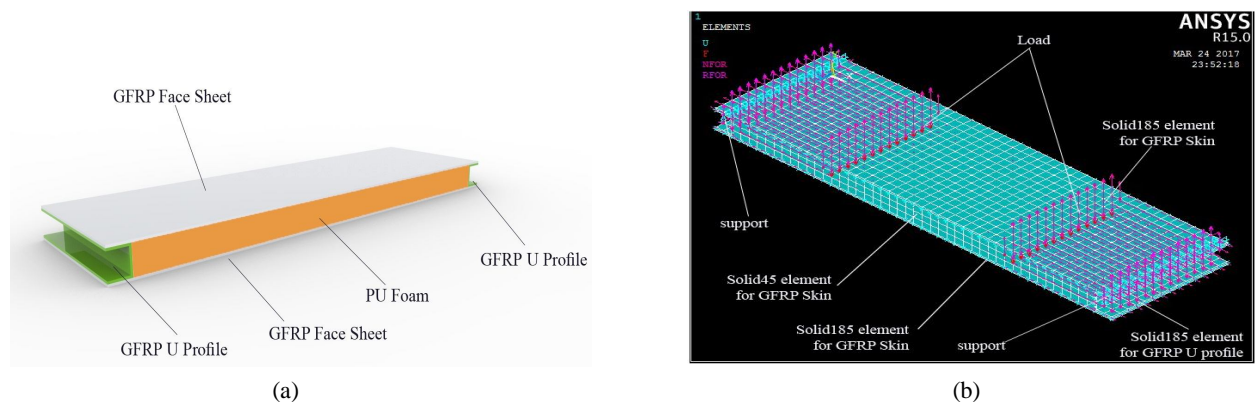 GFRP Face Sheet
GFRP U Profile
PU Foam
GFRP Face Sheet
GFRP U Profile
(a)
1
ELEMENTS
U
F
NFOR
RFOR
ANSYS
R15.0
MAR 24 2017
23:52:18
Load
Solid185 element
for GFRP Skin
support
Solid45 element
for GFRP Skin
Solid185 element
for GFRP Skin
support
Solid185 element
for GFRP U profile
X
(b)